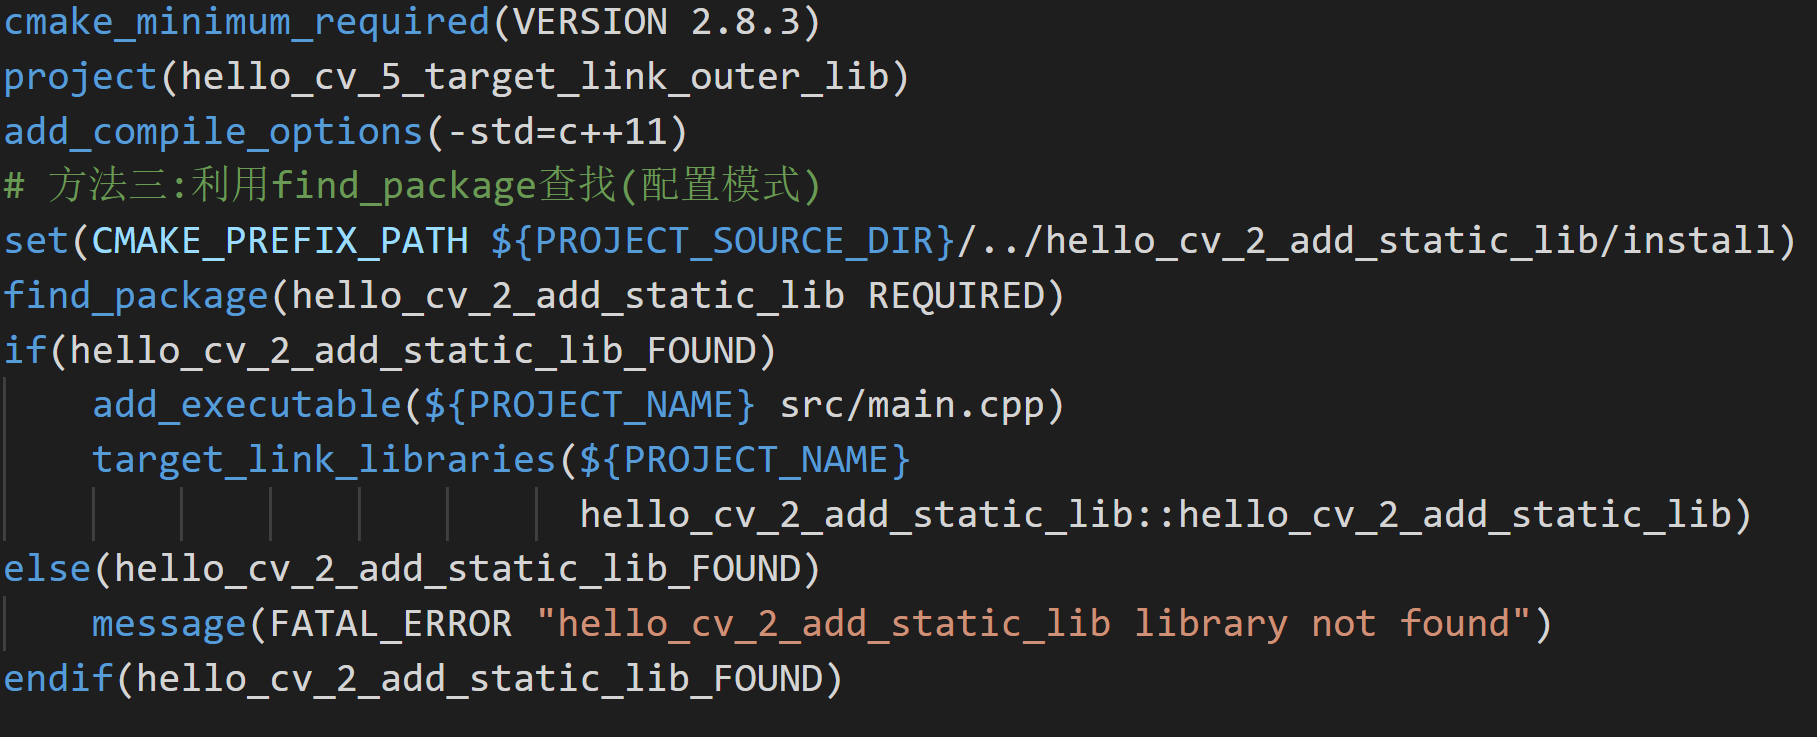 cmake_minimum_required(VERSION 2.8.3)
project(hello_cv_5_target_link_outer_lib)
add_compile_options(-std=c++11)
# 方法三:利用find_package查找(配置模式)
set(CMAKE_PREFIX_PATH ${PROJECT_SOURCE_DIR}/../hello_cv_2_add_static_lib/install)
find_package(hello_cv_2_add_static_lib REQUIRED)
if(hello_cv_2_add_static_lib_FOUND)
    add_executable(${PROJECT_NAME} src/main.cpp)
    target_link_libraries(${PROJECT_NAME}
                          hello_cv_2_add_static_lib::hello_cv_2_add_static_lib)
else(hello_cv_2_add_static_lib_FOUND)
    message(FATAL_ERROR "hello_cv_2_add_static_lib library not found")
endif(hello_cv_2_add_static_lib_FOUND)